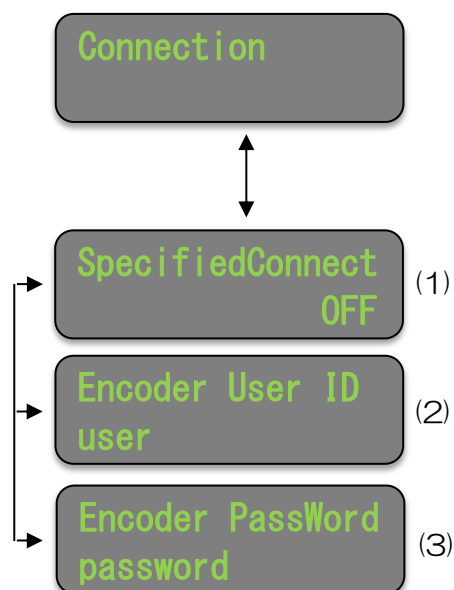 Connection
SpecifiedConnect
OFF
(1)
Encoder User ID
user
(2)
Encoder PassWord
password
(3)